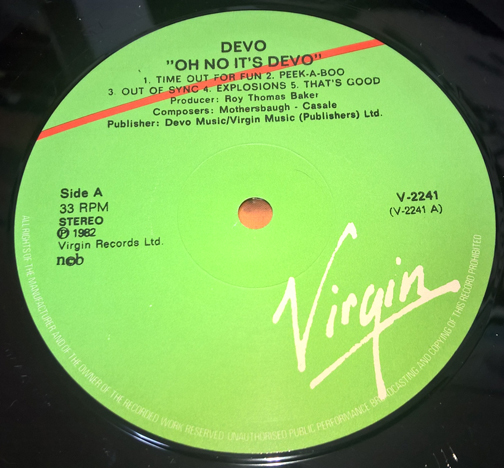 DEVO
"OH NO IT'S DEVO"
1. TIME OUT FOR FUN 2. PEEK-A-BOO
3. OUT OF SYNC 4. EXPLOSIONS 5. THAT'S GOOD
Producer: Roy Thomas Baker
Composers: Mothersbaugh - Casale
Publisher: Devo Music/Virgin Music (Publishers) Ltd.
Side A
33 RPM
STEREO
℗ 1982
Virgin Records Ltd.
ncb
V-2241
(V-2241 A)
Virgin
ALL RIGHTS OF THE MANUFACTURER AND OF THE OWNER OF THE RECORDED WORK RESERVED UNAUTHORISED PUBLIC PERFORMANCE BROADCASTING AND COPYING OF THIS RECORD PROHIBITED